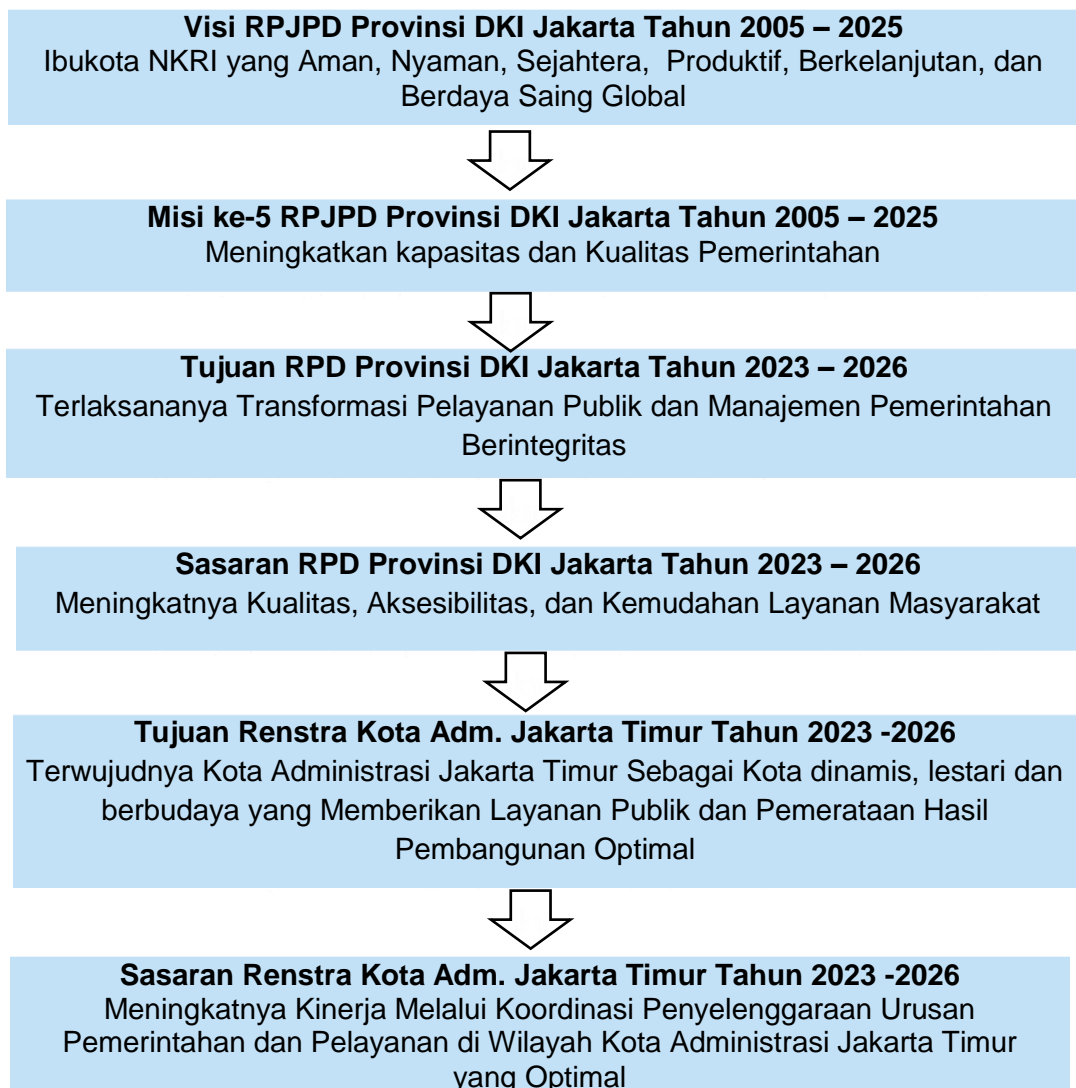 Visi RPJPD Provinsi DKI Jakarta Tahun 2005 – 2025
Ibukota NKRI yang Aman, Nyaman, Sejahtera, Produktif, Berkelanjutan, dan
Berdaya Saing Global
Misi ke-5 RPJPD Provinsi DKI Jakarta Tahun 2005 – 2025
Meningkatkan kapasitas dan Kualitas Pemerintahan
Tujuan RPD Provinsi DKI Jakarta Tahun 2023 – 2026
Terlaksananya Transformasi Pelayanan Publik dan Manajemen Pemerintahan
Berintegritas
Sasaran RPD Provinsi DKI Jakarta Tahun 2023 – 2026
Meningkatnya Kualitas, Aksesibilitas, dan Kemudahan Layanan Masyarakat
Tujuan Renstra Kota Adm. Jakarta Timur Tahun 2023 -2026
Terwujudnya Kota Administrasi Jakarta Timur Sebagai Kota dinamis, lestari dan
berbudaya yang Memberikan Layanan Publik dan Pemerataan Hasil
Pembangunan Optimal
Sasaran Renstra Kota Adm. Jakarta Timur Tahun 2023 -2026
Meningkatnya Kinerja Melalui Koordinasi Penyelenggaraan Urusan
Pemerintahan dan Pelayanan di Wilayah Kota Administrasi Jakarta Timur
yang Optimal